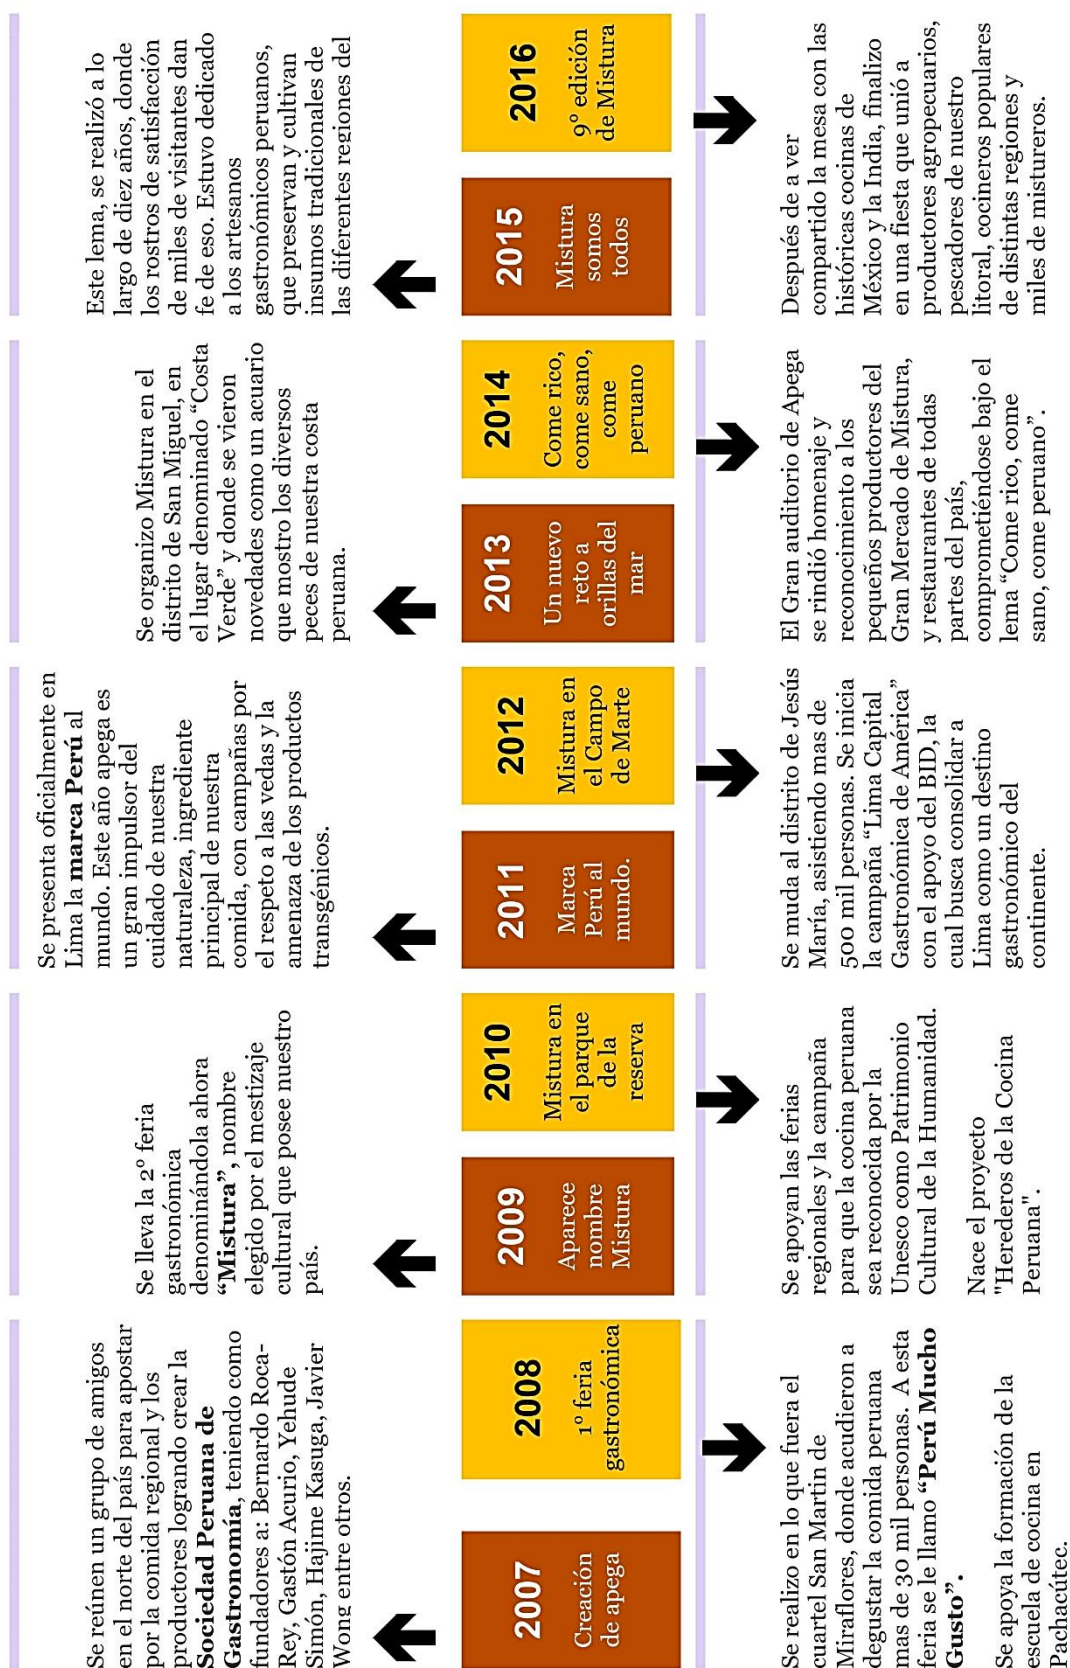 Se reúnen un grupo de amigos
en el norte del país para apostar
por la comida regional y los
productores logrando crear la
Sociedad Peruana de
Gastronomía, teniendo como
fundadores a: Bernardo Roca-
Rey, Gastón Acurio, Yehude
Simón, Hajime Kasuga, Javier
Wong entre otros.
2007
Creación
de apega
2008
1º feria
gastronómica
Se realizo en lo que fuera el
cuartel San Martin de
Miraflores, donde acudieron a
degustar la comida peruana
mas de 30 mil personas. A esta
feria se le llamo “Perú Mucho
Gusto”.
Se apoya la formación de la
escuela de cocina en
Pachacútec.
Se lleva la 2º feria
gastronómica
denominándola ahora
“Mistura”, nombre
elegido por el mestizaje
cultural que posee nuestro
país.
2009
Aparece
nombre
Mistura
2010
Mistura en
el parque
de la
reserva
Se apoyan las ferias
regionales y la campaña
para que la cocina peruana
sea reconocida por la
Unesco como Patrimonio
Cultural de la Humanidad.
Nace el proyecto
"Herederos de la Cocina
Peruana".
Se presenta oficialmente en
Lima la marca Perú al
mundo. Este año apega es
un gran impulsor del
cuidado de nuestra
naturaleza, ingrediente
principal de nuestra
comida, con campañas por
el respeto a las vedas y la
amenaza de los productos
transgénicos.
2011
Marca
Perú al
mundo.
2012
Mistura en
el Campo
de Marte
Se muda al distrito de Jesús
María, asistiendo mas de
500 mil personas. Se inicia
la campaña “Lima Capital
Gastronómica de América”
con el apoyo del BID, la
cual busca consolidar a
Lima como un destino
gastronómico del
continente.
Se organizo Mistura en el
distrito de San Miguel, en
el lugar denominado “Costa
Verde” y donde se vieron
novedades como un acuario
que mostro los diversos
peces de nuestra costa
peruana.
2013
Un nuevo
reto a
orillas del
mar
2014
Come rico,
come sano,
come
peruano
El Gran auditorio de Apega
se rindió homenaje y
reconocimiento a los
pequeños productores del
Gran Mercado de Mistura,
y restaurantes de todas
partes del país,
comprometiéndose bajo el
lema “Come rico, come
sano, come peruano”.
Este lema, se realizó a lo
largo de diez años, donde
los rostros de satisfacción
de miles de visitantes dan
fe de eso. Estuvo dedicado
a los artesanos
gastronómicos peruanos,
que preservan y cultivan
insumos tradicionales de
las diferentes regiones del
2015
Mistura
somos
todos
2016
9º edición
de Mistura
Después de a ver
compartido la mesa con las
históricas cocinas de
México y la India, finalizo
en una fiesta que unió a
productores agropecuarios,
pescadores de nuestro
litoral, cocineros populares
de distintas regiones y
miles de mistureros.